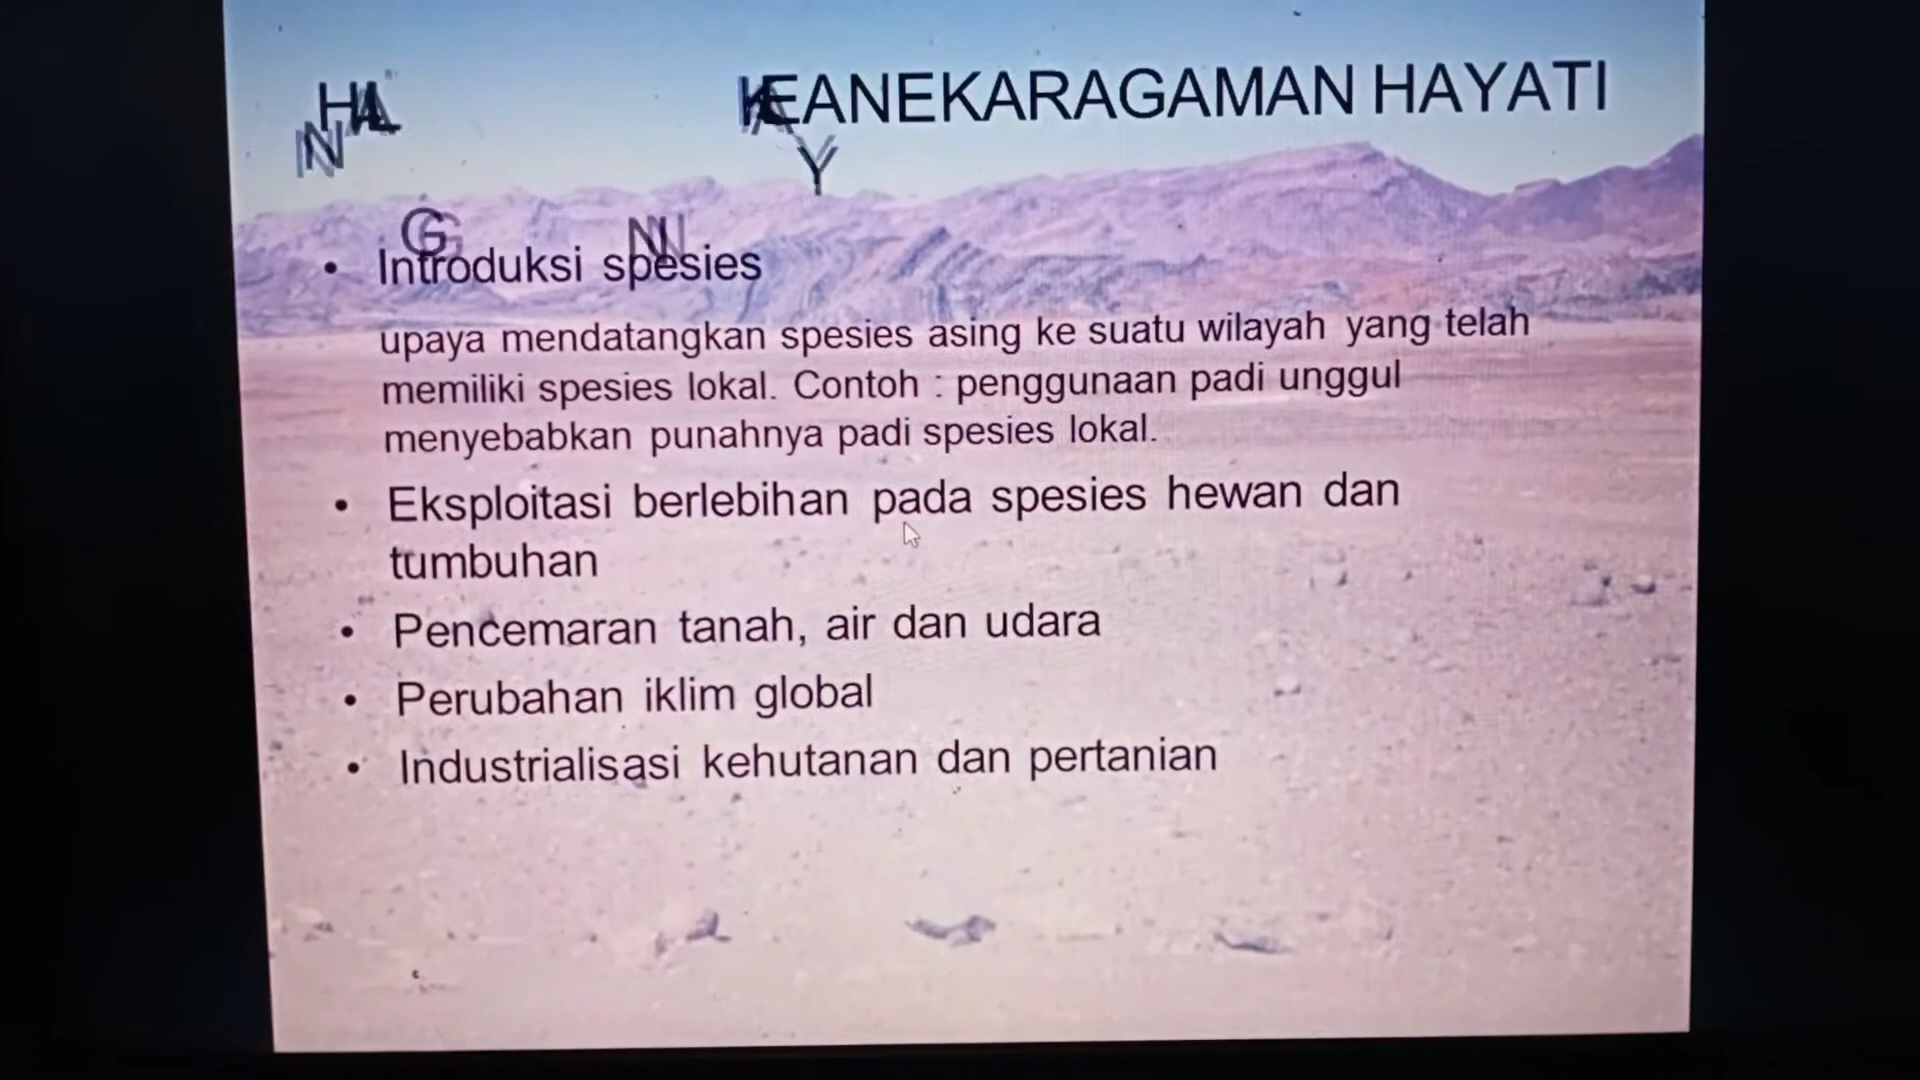 KEANEKARAGAMAN HAYATI
• Introduksi spesies
upaya mendatangkan spesies asing ke suatu wilayah yang telah
memiliki spesies lokal. Contoh : penggunaan padi unggul
menyebabkan punahnya padi spesies lokal.
• Eksploitasi berlebihan pada spesies hewan dan
tumbuhan
• Pencemaran tanah, air dan udara
• Perubahan iklim global
• Industrialisasi kehutanan dan pertanian